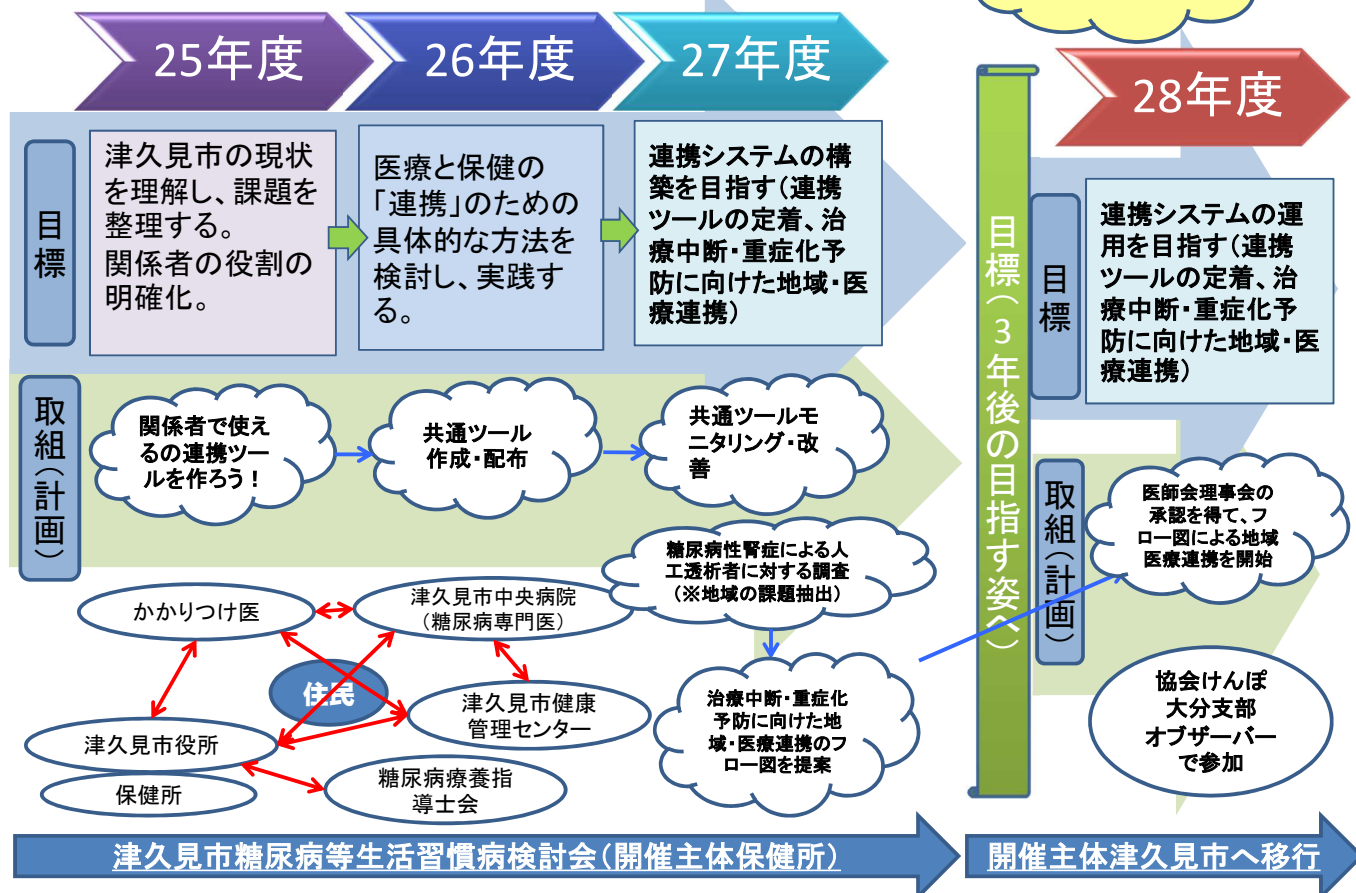 25年度
26年度
27年度
28年度
目標
津久見市の現状
を理解し、課題を
整理する。
関係者の役割の
明確化。
医療と保健の
「連携」のための
具体的な方法を
検討し、実践す
る。
連携システムの構
築を目指す(連携
ツールの定着、治
療中断・重症化予
防に向けた地域・医
療連携)
目標(3年後の目指す姿へ)
目標
連携システムの運
用を目指す(連携
ツールの定着、治
療中断・重症化予
防に向けた地域・医
療連携)
取組(計画)
関係者で使え
るの連携ツー
ルを作ろう!
共通ツール
作成・配布
共通ツールモ
ニタリング・改
善
糖尿病性腎症による人
工透析者に対する調査
(※地域の課題抽出)
治療中断・重症化
予防に向けた地
域・医療連携のフ
ロー図を提案
取組(計画)
医師会理事会の
承認を得て、フ
ロー図による地域
医療連携を開始
協会けんぽ
大分支部
オブザーバー
で参加
かかりつけ医
津久見市中央病院
(糖尿病専門医)
住民
津久見市役所
津久見市健康
管理センター
保健所
糖尿病療養指
導士会
津久見市糖尿病等生活習慣病検討会(開催主体保健所)
開催主体津久見市へ移行